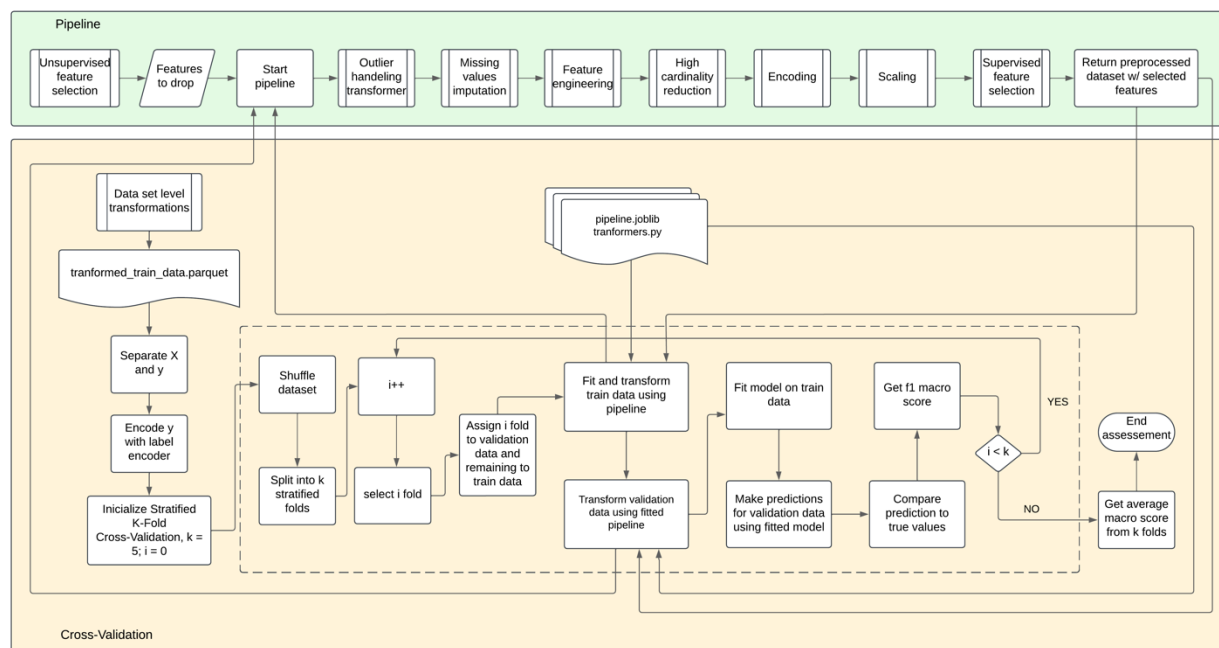 Pipeline
Unsupervised
feature
selection
Features
to drop
Start
pipeline
Outlier
handeling
transformer
Missing
values
imputation
Feature
engineering
High
cardinality
reduction
Encoding
Scaling
Supervised
feature
selection
Return preprocessed
dataset w/ selected
features
Data set level
transformations
tranformed_train_data.parquet
Separate X
and y
Encode y
with label
encoder
Inicialize Stratified
K-Fold
Cross-Validation, k =
5; i = 0
Shuffle
dataset
Split into k
stratified
folds
i++
select i fold
Assign i fold
to validation
data and
remaining to
train data
pipeline.joblib
tranformers.py
Fit and transform
train data using
pipeline
Transform validation
data using fitted
pipeline
Fit model on train
data
Make predictions
for validation data
using fitted model
Compare
prediction to
true values
Get f1 macro
score
i < k
YES
NO
Get average
macro score
from k folds
End
assessement
Cross-Validation